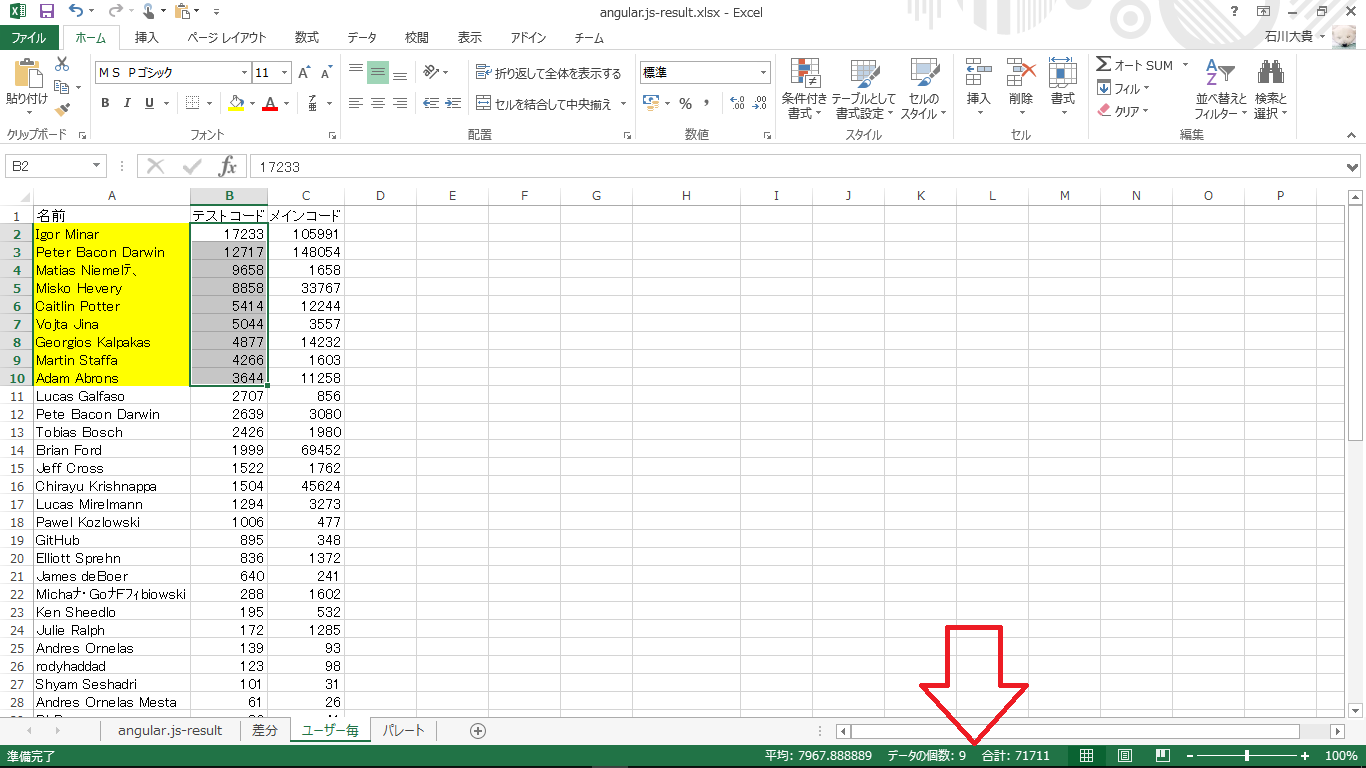 angular.js-result.xlsx - Excel
ファイル ホーム 挿入 ページ レイアウト 数式 データ 校閲 表示 アドイン チーム 石川大貴
ＭＳ Ｐゴシック 11 折り返して全体を表示する 標準 オート SUM
貼り付け B I U セルを結合して中央揃え % 条件付き書式 テーブルとして書式設定 セルのスタイル 挿入 削除 書式 フィル クリア 並べ替えとフィルター 検索と選択
クリップボード フォント 配置 数値 スタイル セル 編集
B2 fx 17233
A B C D E F G H I J K L M N O P
1 名前 テストコード メインコード
2 Igor Minar 17233 105991
3 Peter Bacon Darwin 12717 148054
4 Matias Niemelﾃ､ 9658 1658
5 Misko Hevery 8858 33767
6 Caitlin Potter 5414 12244
7 Vojta Jina 5044 3557
8 Georgios Kalpakas 4877 14232
9 Martin Staffa 4266 1603
10 Adam Abrons 3644 11258
11 Lucas Galfaso 2707 856
12 Pete Bacon Darwin 2639 3080
13 Tobias Bosch 2426 1980
14 Brian Ford 1999 69452
15 Jeff Cross 1522 1762
16 Chirayu Krishnappa 1504 45624
17 Lucas Mirelmann 1294 3273
18 Pawel Kozlowski 1006 477
19 GitHub 895 348
20 Elliott Sprehn 836 1372
21 James deBoer 640 241
22 Michaﾅ・Goﾅﾄﾌｨbiowski 288 1602
23 Ken Sheedlo 195 532
24 Julie Ralph 172 1285
25 Andres Ornelas 139 93
26 rodyhaddad 123 98
27 Shyam Seshadri 101 31
28 Andres Ornelas Mesta 61 26
angular.js-result 差分 ユーザー毎 パレート
準備完了 平均: 7967.888889 データの個数: 9 合計: 71711 100%